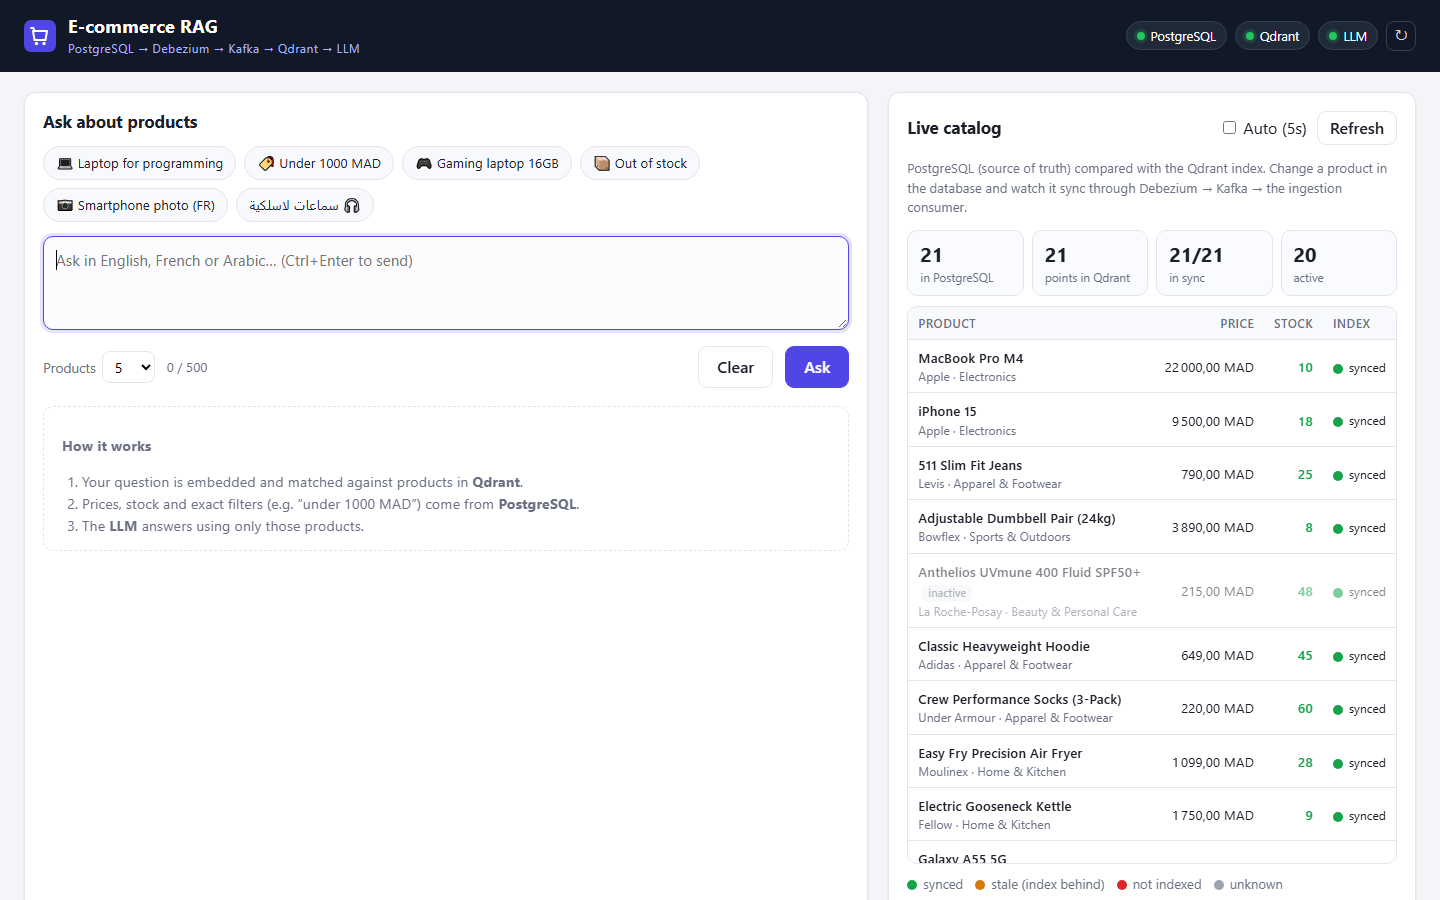 E-commerce RAG
PostgreSQL → Debezium → Kafka → Qdrant → LLM
PostgreSQL
Qdrant
LLM
↻
Ask about products
💻 Laptop for programming
🏷️ Under 1000 MAD
🎮 Gaming laptop 16GB
📦 Out of stock
📷 Smartphone photo (FR)
🎧 سماعات لاسلكية
Ask in English, French or Arabic... (Ctrl+Enter to send)
Products 5 0 / 500
Clear
Ask
How it works
1. Your question is embedded and matched against products in Qdrant.
2. Prices, stock and exact filters (e.g. “under 1000 MAD”) come from PostgreSQL.
3. The LLM answers using only those products.
Live catalog
Auto (5s)
Refresh
PostgreSQL (source of truth) compared with the Qdrant index. Change a product in
the database and watch it sync through Debezium → Kafka → the ingestion
consumer.
21
in PostgreSQL
21
points in Qdrant
21/21
in sync
20
active
PRODUCT PRICE STOCK INDEX
MacBook Pro M4
Apple · Electronics
22 000,00 MAD 10 synced
iPhone 15
Apple · Electronics
9 500,00 MAD 18 synced
511 Slim Fit Jeans
Levis · Apparel & Footwear
790,00 MAD 25 synced
Adjustable Dumbbell Pair (24kg)
Bowflex · Sports & Outdoors
3 890,00 MAD 8 synced
Anthelios UVmune 400 Fluid SPF50+
inactive
La Roche-Posay · Beauty & Personal Care
215,00 MAD 48 synced
Classic Heavyweight Hoodie
Adidas · Apparel & Footwear
649,00 MAD 45 synced
Crew Performance Socks (3-Pack)
Under Armour · Apparel & Footwear
220,00 MAD 60 synced
Easy Fry Precision Air Fryer
Moulinex · Home & Kitchen
1 099,00 MAD 28 synced
Electric Gooseneck Kettle
Fellow · Home & Kitchen
1 750,00 MAD 9 synced
Galaxy A55 5G
synced
stale (index behind)
not indexed
unknown